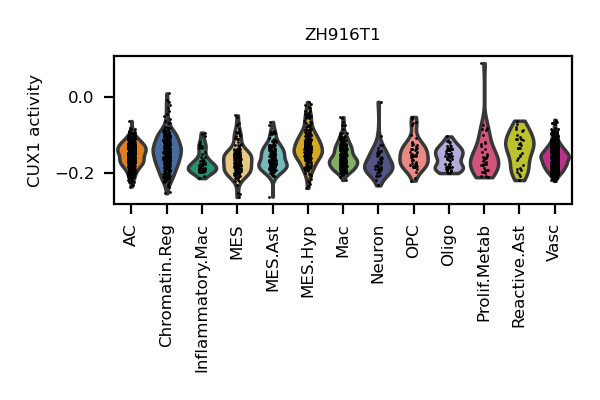 ZH916T1
CUX1 activity
0.0
−0.2
AC
Chromatin.Reg
Inflammatory.Mac
MES
MES.Ast
MES.Hyp
Mac
Neuron
OPC
Oligo
Prolif.Metab
Reactive.Ast
Vasc